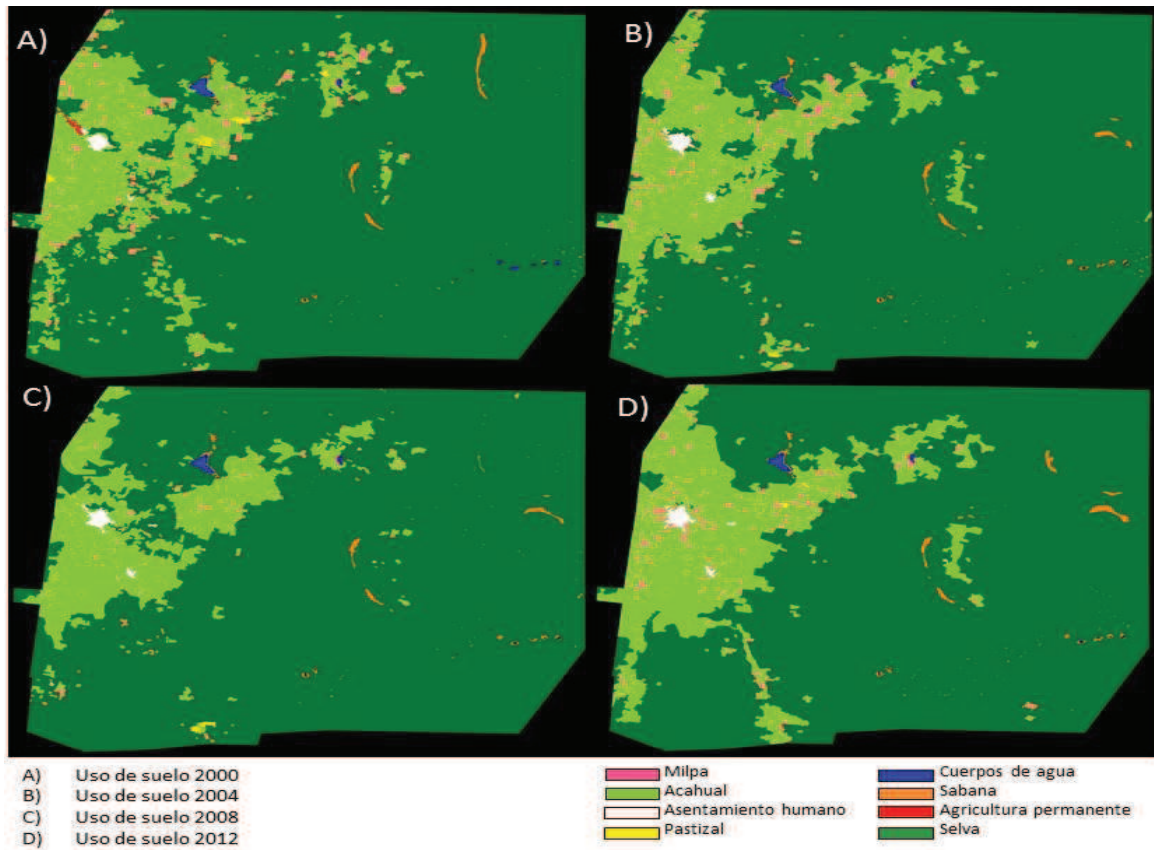 A)
B)
C)
D)
A) Uso de suelo 2000
B) Uso de suelo 2004
C) Uso de suelo 2008
D) Uso de suelo 2012
Milpa
Acahual
Asentamiento humano
Pastizal
Cuerpos de agua
Sabana
Agricultura permanente
Selva